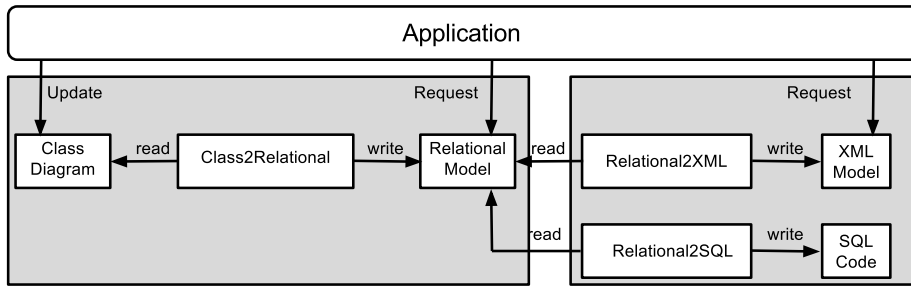 Application
Update
Request
Request
Class
Diagram
read
Class2Relational
write
Relational
Model
read
Relational2XML
write
XML
Model
read
Relational2SQL
write
SQL
Code